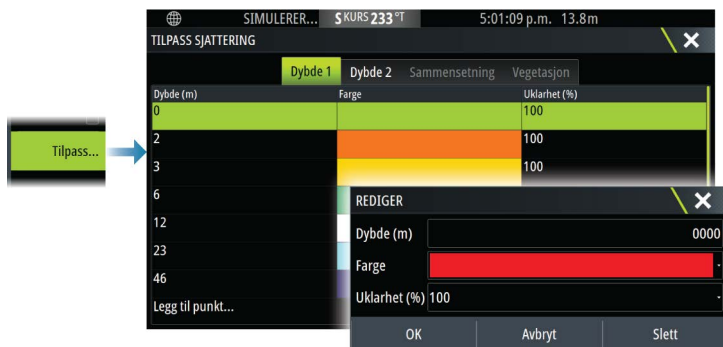 SIMULERER... SKURS 233 °T 5:01:09 p.m. 13.8m
TILPASS SJATTERING
Dybde 1 Dybde 2 Sammensetning Vegetasjon
Dybde (m) Farge Uklarhet (%)
0 100
2 100
3 100
6
12
23
46
Legg til punkt...
Tilpass...
REDIGER
Dybde (m) 0000
Farge
Uklarhet (%) 100
OK Avbryt Slett